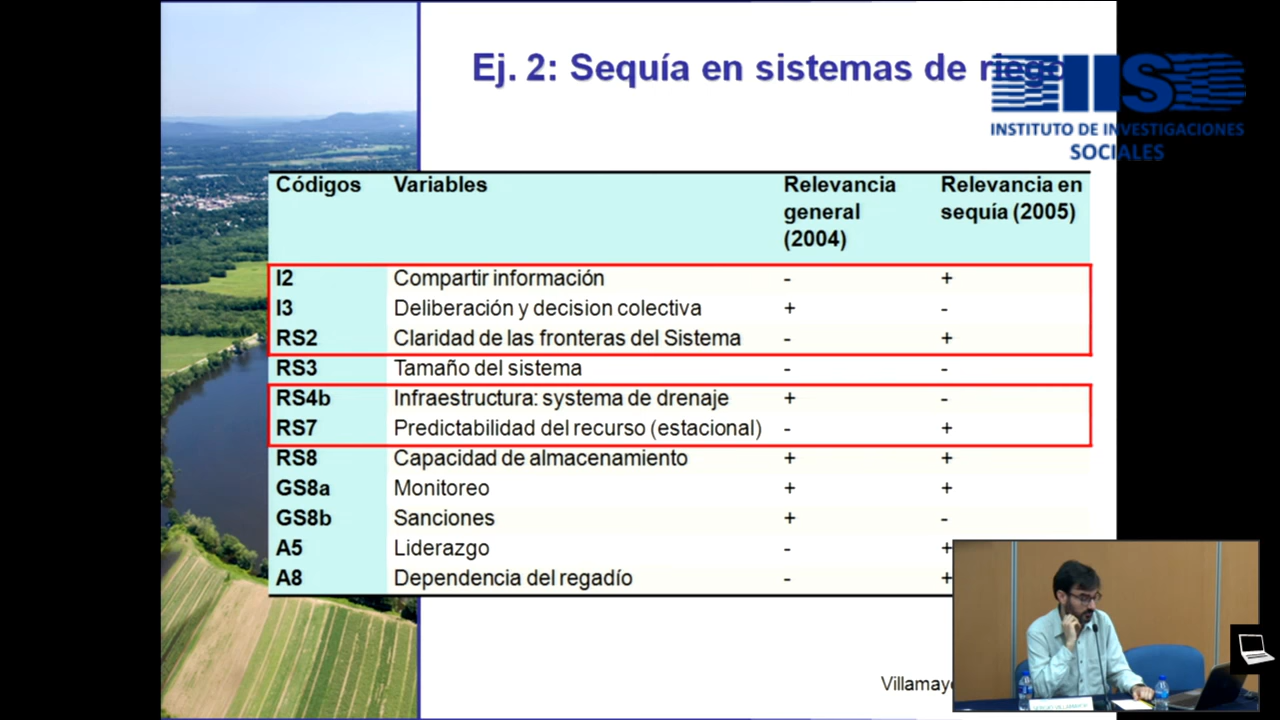 Ej. 2: Sequía en sistemas de riego
INSTITUTO DE INVESTIGACIONES
SOCIALES
Códigos Variables Relevancia general (2004) Relevancia en sequía (2005)
I2 Compartir información - +
I3 Deliberación y decision colectiva + -
RS2 Claridad de las fronteras del Sistema - +
RS3 Tamaño del sistema - -
RS4b Infraestructura: systema de drenaje + -
RS7 Predictabilidad del recurso (estacional) - +
RS8 Capacidad de almacenamiento + +
GS8a Monitoreo + +
GS8b Sanciones + -
A5 Liderazgo - +
A8 Dependencia del regadío - +